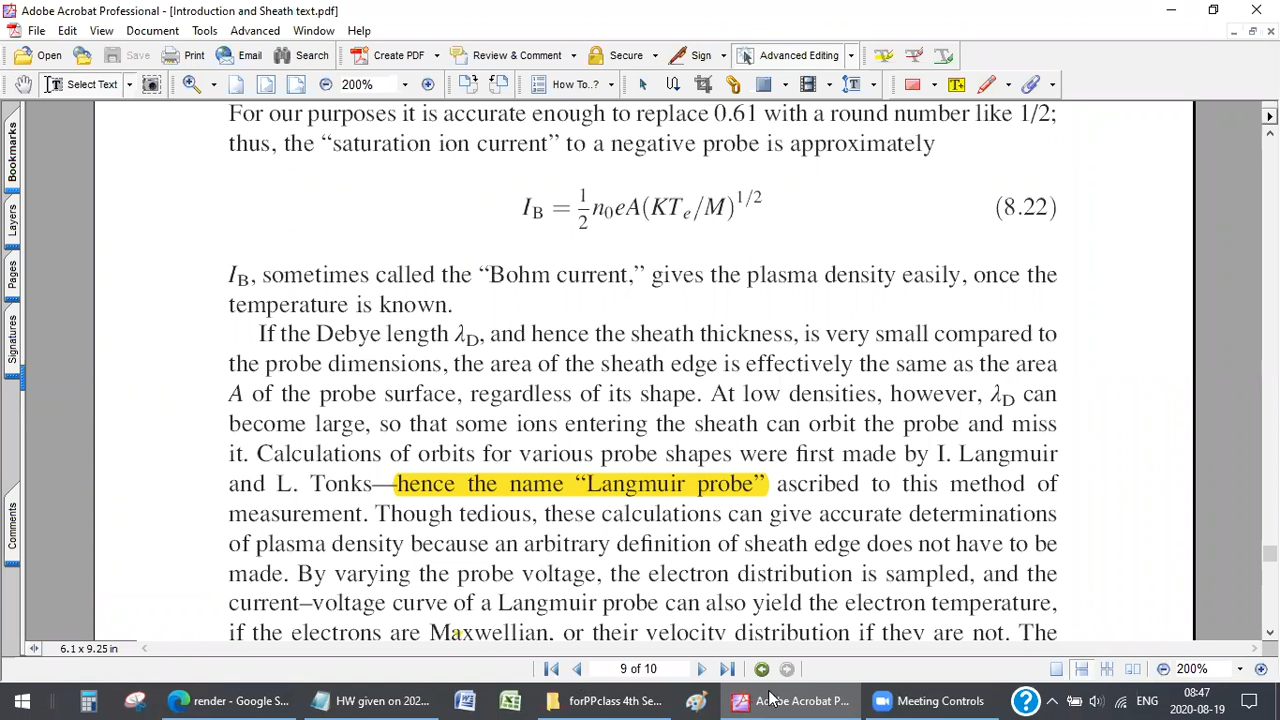 Adobe Acrobat Professional - [Introduction and Sheath text.pdf]
File Edit View Document Tools Advanced Window Help
Open Save Print Email Search Create PDF Review & Comment Secure Sign Advanced Editing
Select Text 200% How To..? T
Bookmarks
Layers
Pages
Signatures
Comments
For our purposes it is accurate enough to replace 0.61 with a round number like 1/2;
thus, the “saturation ion current” to a negative probe is approximately
I_B = 1/2 n₀eA(KTₑ/M)^1/2 (8.22)
I_B, sometimes called the “Bohm current,” gives the plasma density easily, once the
temperature is known.
If the Debye length λ_D, and hence the sheath thickness, is very small compared to
the probe dimensions, the area of the sheath edge is effectively the same as the area
A of the probe surface, regardless of its shape. At low densities, however, λ_D can
become large, so that some ions entering the sheath can orbit the probe and miss
it. Calculations of orbits for various probe shapes were first made by I. Langmuir
and L. Tonks—hence the name “Langmuir probe” ascribed to this method of
measurement. Though tedious, these calculations can give accurate determinations
of plasma density because an arbitrary definition of sheath edge does not have to be
made. By varying the probe voltage, the electron distribution is sampled, and the
current–voltage curve of a Langmuir probe can also yield the electron temperature,
if the electrons are Maxwellian, or their velocity distribution if they are not. The
6.1 x 9.25 in
9 of 10 200%
render - Google S... HW given on 202... forPPclass 4th Se... Adobe Acrobat P... Meeting Controls ENG 08:47
2020-08-19